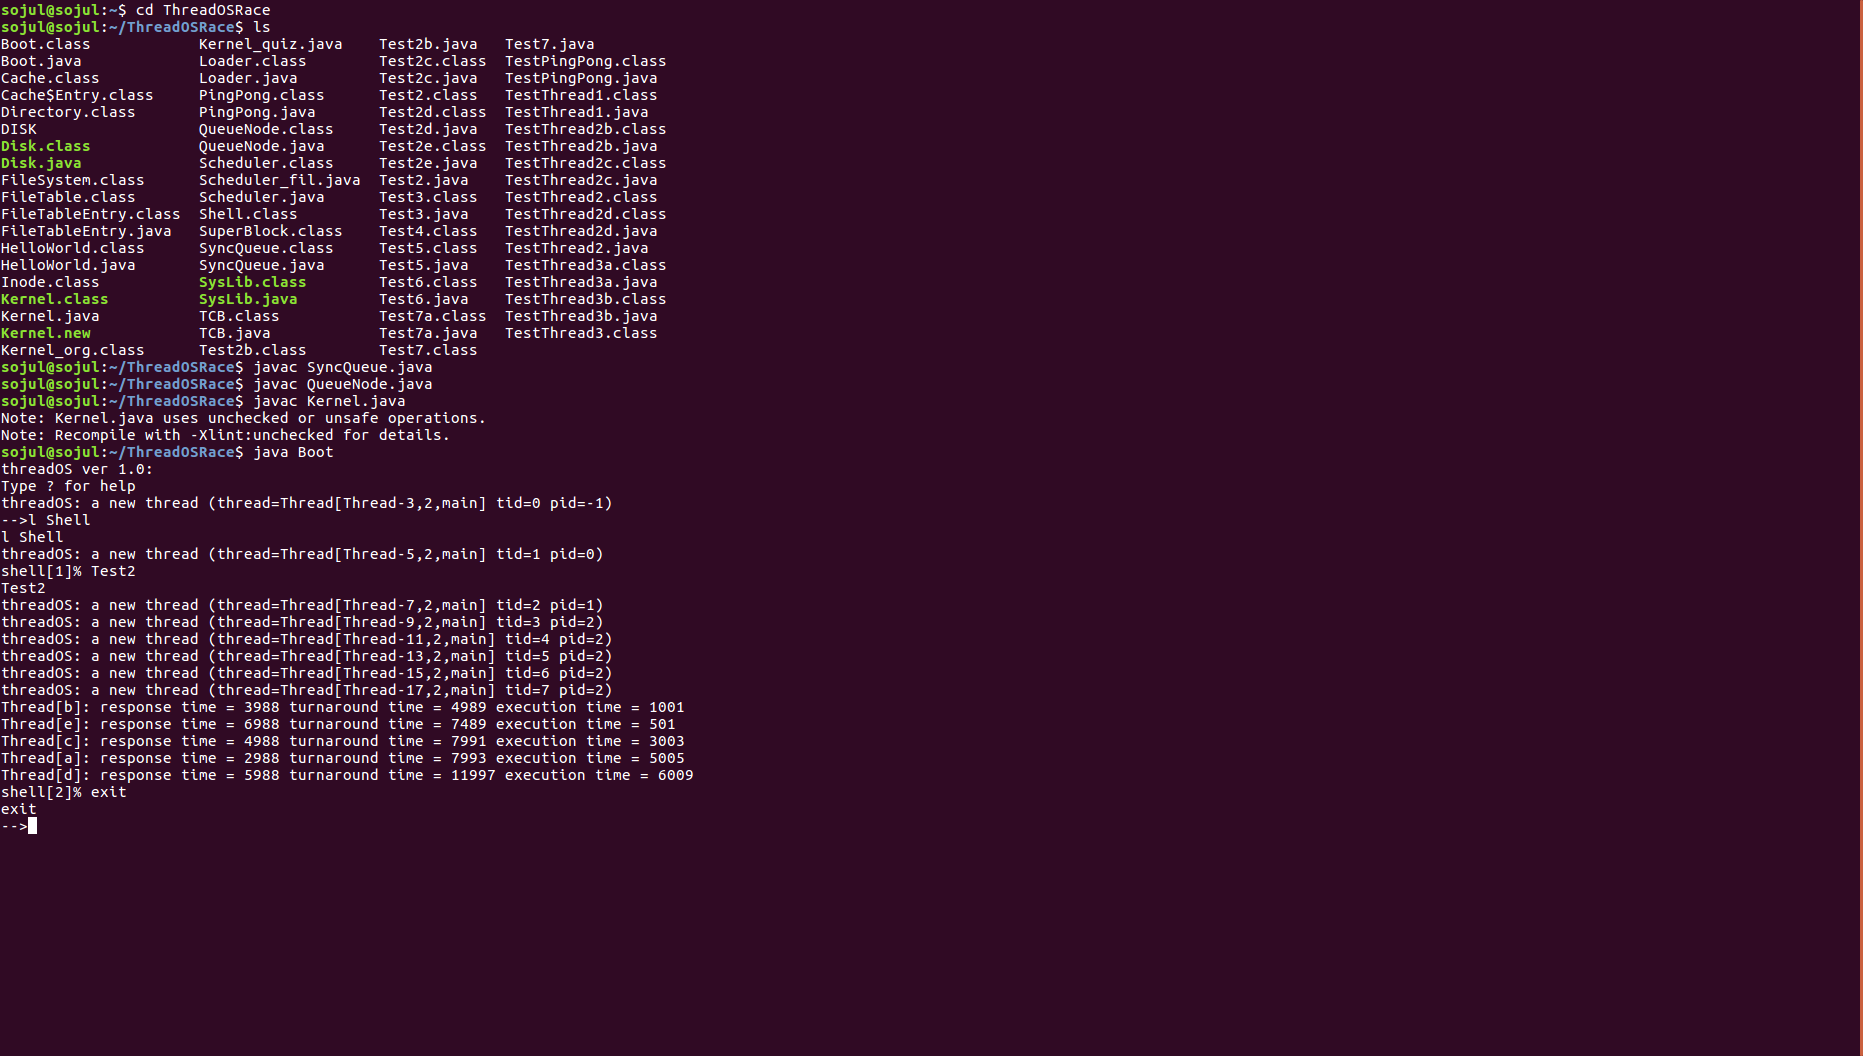 sojul@sojul:~$ cd ThreadOSRace
sojul@sojul:~/ThreadOSRace$ ls
Boot.class            Kernel_quiz.java    Test2b.java   Test7.java
Boot.java             Loader.class        Test2c.class  TestPingPong.class
Cache.class           Loader.java         Test2c.java   TestPingPong.java
Cache$Entry.class     PingPong.class      Test2.class   TestThread1.class
Directory.class       PingPong.java       Test2d.class  TestThread1.java
DISK                  QueueNode.class     Test2d.java   TestThread2b.class
Disk.class            QueueNode.java      Test2e.class  TestThread2b.java
Disk.java             Scheduler.class     Test2e.java   TestThread2c.class
FileSystem.class      Scheduler_fil.java  Test2.java    TestThread2c.java
FileTable.class       Scheduler.java      Test3.class   TestThread2.class
FileTableEntry.class  Shell.class         Test3.java    TestThread2d.class
FileTableEntry.java   SuperBlock.class    Test4.class   TestThread2d.java
HelloWorld.class      SyncQueue.class     Test5.class   TestThread2.java
HelloWorld.java       SyncQueue.java      Test5.java    TestThread3a.class
Inode.class           SysLib.class        Test6.class   TestThread3a.java
Kernel.class          SysLib.java         Test6.java    TestThread3b.class
Kernel.java           TCB.class           Test7a.class  TestThread3b.java
Kernel.new            TCB.java            Test7a.java   TestThread3.class
Kernel_org.class      Test2b.class        Test7.class
sojul@sojul:~/ThreadOSRace$ javac SyncQueue.java
sojul@sojul:~/ThreadOSRace$ javac QueueNode.java
sojul@sojul:~/ThreadOSRace$ javac Kernel.java
Note: Kernel.java uses unchecked or unsafe operations.
Note: Recompile with -Xlint:unchecked for details.
sojul@sojul:~/ThreadOSRace$ java Boot
threadOS ver 1.0:
Type ? for help
threadOS: a new thread (thread=Thread[Thread-3,2,main] tid=0 pid=-1)
-->l Shell
l Shell
threadOS: a new thread (thread=Thread[Thread-5,2,main] tid=1 pid=0)
shell[1]% Test2
Test2
threadOS: a new thread (thread=Thread[Thread-7,2,main] tid=2 pid=1)
threadOS: a new thread (thread=Thread[Thread-9,2,main] tid=3 pid=2)
threadOS: a new thread (thread=Thread[Thread-11,2,main] tid=4 pid=2)
threadOS: a new thread (thread=Thread[Thread-13,2,main] tid=5 pid=2)
threadOS: a new thread (thread=Thread[Thread-15,2,main] tid=6 pid=2)
threadOS: a new thread (thread=Thread[Thread-17,2,main] tid=7 pid=2)
Thread[b]: response time = 3988 turnaround time = 4989 execution time = 1001
Thread[e]: response time = 6988 turnaround time = 7489 execution time = 501
Thread[c]: response time = 4988 turnaround time = 7991 execution time = 3003
Thread[a]: response time = 2988 turnaround time = 7993 execution time = 5005
Thread[d]: response time = 5988 turnaround time = 11997 execution time = 6009
shell[2]% exit
exit
-->